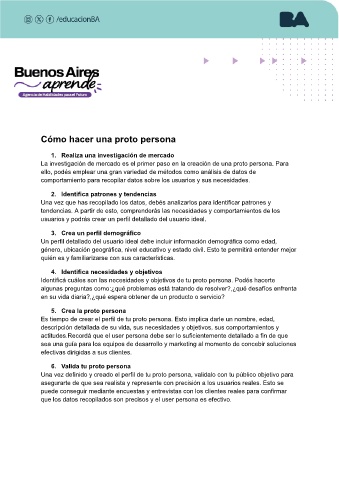 /educacionBA
BA
Buenos Aires
aprende
Agencia de Habilidades para el Futuro
Cómo hacer una proto persona
1. Realiza una investigación de mercado
La investigación de mercado es el primer paso en la creación de una proto persona. Para
ello, podés emplear una gran variedad de métodos como análisis de datos de
comportamiento para recopilar datos sobre los usuarios y sus necesidades.
2. Identifica patrones y tendencias
Una vez que has recopilado los datos, debés analizarlos para identificar patrones y
tendencias. A partir de esto, comprenderás las necesidades y comportamientos de los
usuarios y podrás crear un perfil detallado del usuario ideal.
3. Crea un perfil demográfico
Un perfil detallado del usuario ideal debe incluir información demográfica como edad,
género, ubicación geográfica, nivel educativo y estado civil. Esto te permitirá entender mejor
quién es y familiarizarse con sus características.
4. Identifica necesidades y objetivos
Identificá cuáles son las necesidades y objetivos de tu proto persona. Podés hacerte
algunas preguntas como:¿qué problemas está tratando de resolver?,¿qué desafíos enfrenta
en su vida diaria?,¿qué espera obtener de un producto o servicio?
5. Crea la proto persona
Es tiempo de crear el perfil de tu proto persona. Esto implica darle un nombre, edad,
descripción detallada de su vida, sus necesidades y objetivos, sus comportamientos y
actitudes.Recordá que el user persona debe ser lo suficientemente detallado a fin de que
sea una guía para los equipos de desarrollo y marketing al momento de concebir soluciones
efectivas dirigidas a sus clientes.
6. Valida tu proto persona
Una vez definido y creado el perfil de tu proto persona, validalo con tu público objetivo para
asegurarte de que sea realista y represente con precisión a los usuarios reales. Esto se
puede conseguir mediante encuestas y entrevistas con los clientes reales para confirmar
que los datos recopilados son precisos y el user persona es efectivo.